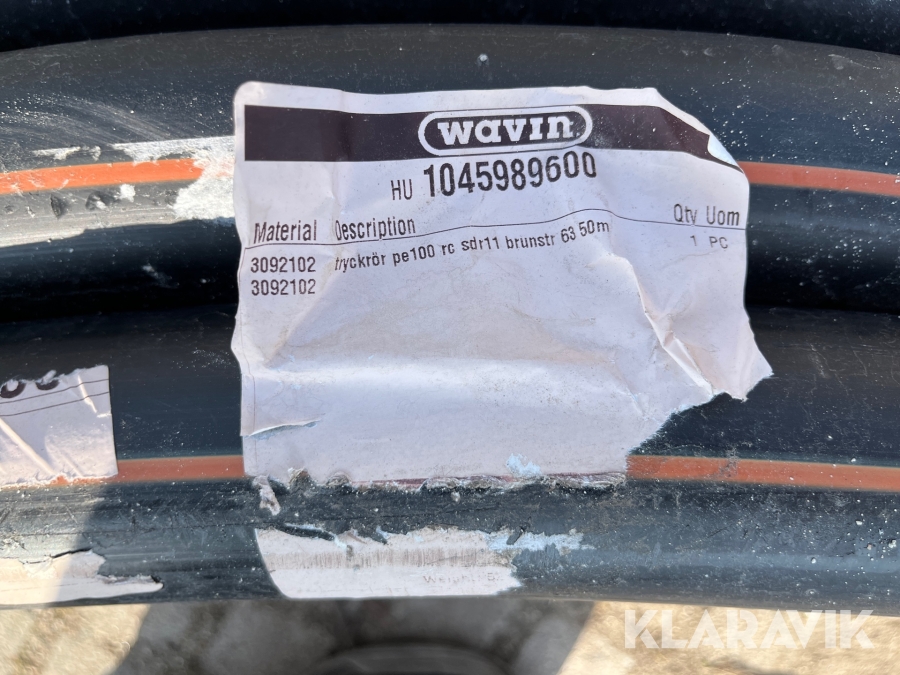 wavin
HU 1045989600
Material Description Qty Uom
3092102 tryckrör pe100 rc sdr11 brunstr 63 50m 1 PC
3092102
KLARAVIK